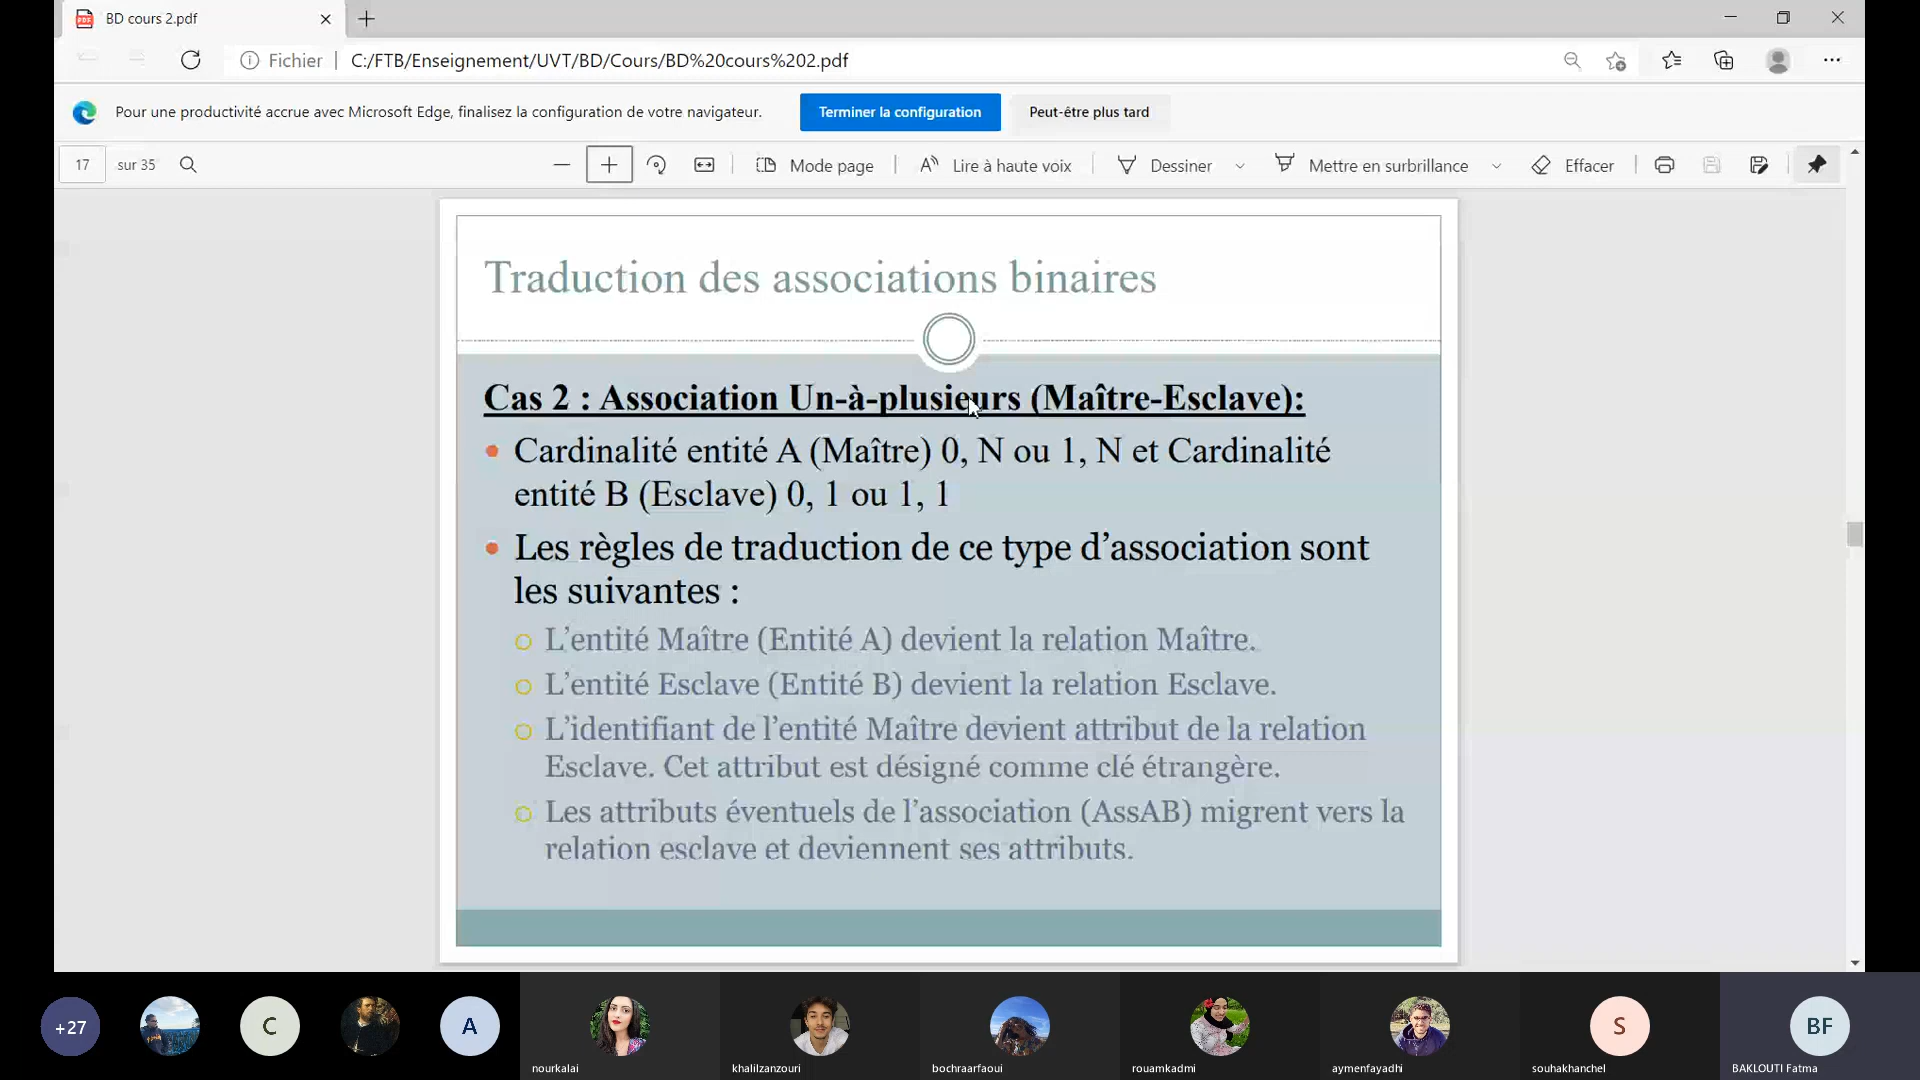 BD cours 2.pdf
Fichier C:/FTB/Enseignement/UVT/BD/Cours/BD%20cours%202.pdf
Pour une productivité accrue avec Microsoft Edge, finalisez la configuration de votre navigateur. Terminer la configuration Peut-être plus tard
17 sur 35 Mode page Lire à haute voix Dessiner Mettre en surbrillance Effacer
Traduction des associations binaires
Cas 2 : Association Un-à-plusieurs (Maître-Esclave):
• Cardinalité entité A (Maître) 0, N ou 1, N et Cardinalité
entité B (Esclave) 0, 1 ou 1, 1
• Les règles de traduction de ce type d’association sont
les suivantes :
○ L’entité Maître (Entité A) devient la relation Maître.
○ L’entité Esclave (Entité B) devient la relation Esclave.
○ L’identifiant de l’entité Maître devient attribut de la relation
Esclave. Cet attribut est désigné comme clé étrangère.
○ Les attributs éventuels de l’association (AssAB) migrent vers la
relation esclave et deviennent ses attributs.
+27 C A S BF
nourkalai khalilzanzouri bochraarfaoui rouamkadmi aymenfayadhi souhakhanchel BAKLOUTI Fatma